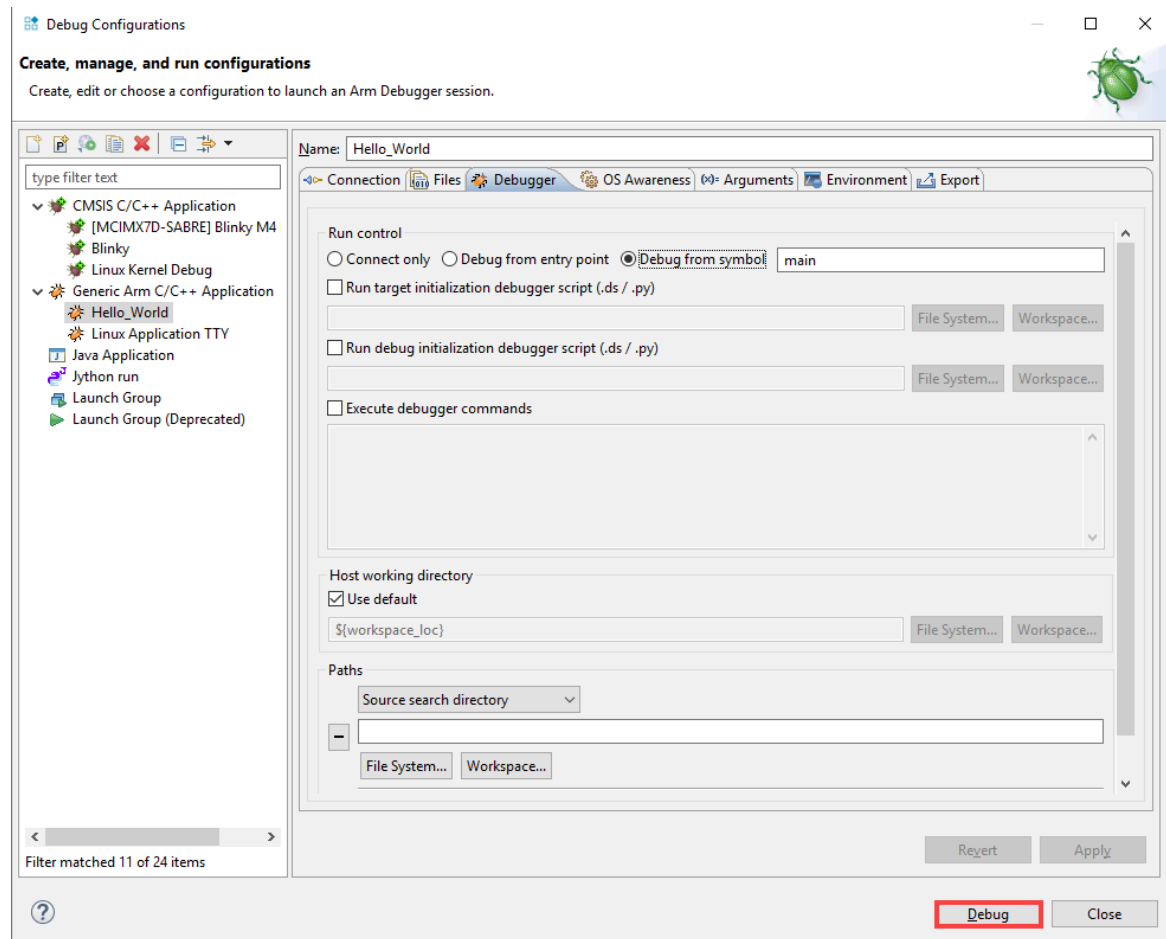 Debug Configurations
Create, manage, and run configurations
Create, edit or choose a configuration to launch an Arm Debugger session.
type filter text
CMSIS C/C++ Application
[MCIMX7D-SABRE] Blinky M4
Blinky
Linux Kernel Debug
Generic Arm C/C++ Application
Hello_World
Linux Application TTY
Java Application
Jython run
Launch Group
Launch Group (Deprecated)
Filter matched 11 of 24 items
Name: Hello_World
Connection Files Debugger OS Awareness Arguments Environment Export
Run control
Connect only Debug from entry point Debug from symbol main
Run target initialization debugger script (.ds / .py)
File System... Workspace...
Run debug initialization debugger script (.ds / .py)
File System... Workspace...
Execute debugger commands
Host working directory
Use default
${workspace_loc} File System... Workspace...
Paths
Source search directory
File System... Workspace...
Revert Apply
Debug Close